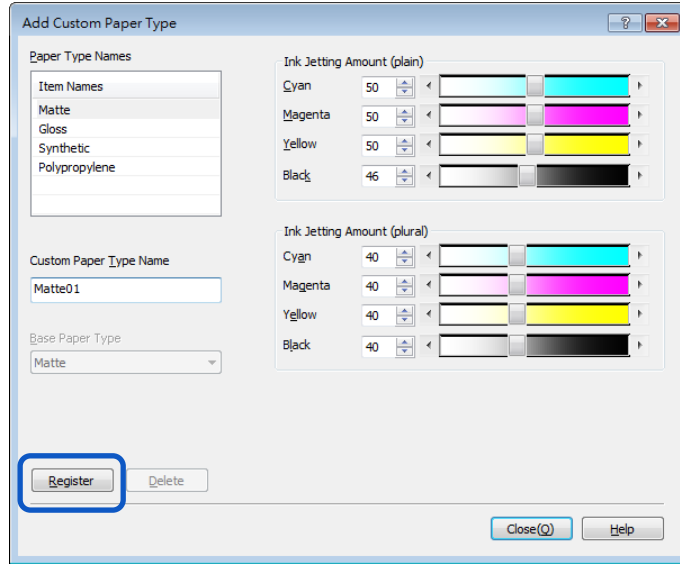 Add Custom Paper Type
Paper Type Names
Item Names
Matte
Gloss
Synthetic
Polypropylene
Custom Paper Type Name
Matte01
Base Paper Type
Matte
Register
Delete
Ink Jetting Amount (plain)
Cyan 50
Magenta 50
Yellow 50
Black 46
Ink Jetting Amount (plural)
Cyan 40
Magenta 40
Yellow 40
Black 40
Close(Q)
Help